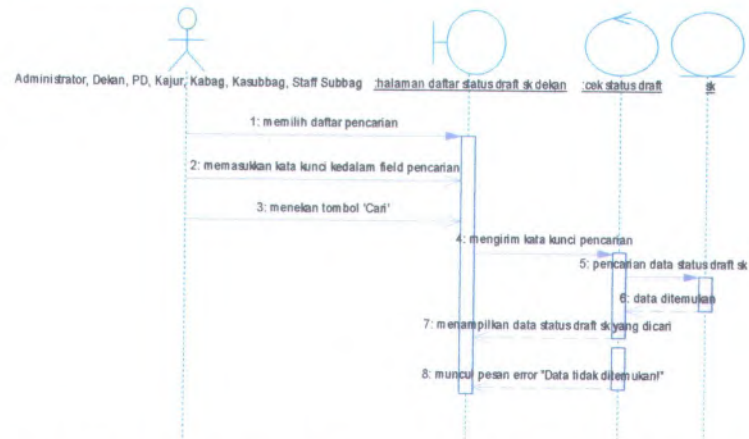 Administrator, Dekan, PD, Kajur, Kabag, Kasubbag, Staff Subbag
:halaman daftar status draft sk dekan
:cek status draft
sk
1: memilih daftar pencarian
2: memasukkan kata kunci kedalam field pencarian
3: menekan tombol 'Cari'
4: mengirim kata kunci pencarian
5: pencarian data status draft sk
6: data ditemukan
7: menampilkan data status draft sk yang dicari
8: muncul pesan error "Data tidak ditemukan!"